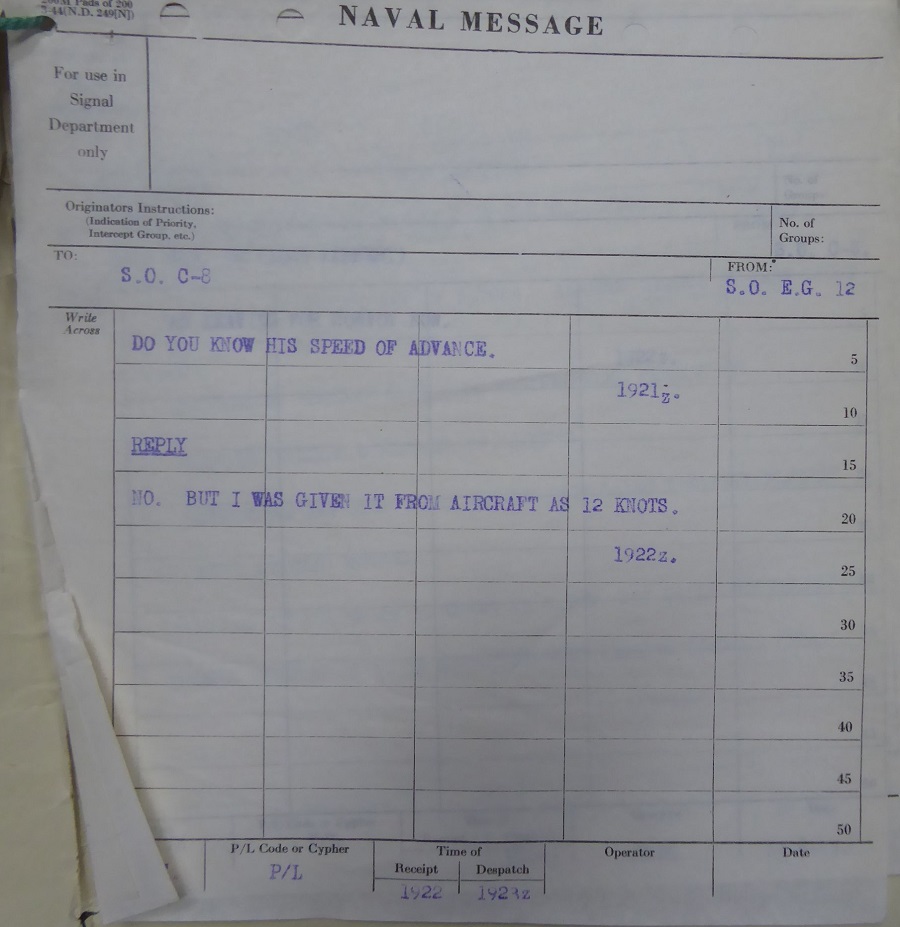 Pads of 200
NAVAL MESSAGE
For use in
Signal
Department
only
Originators Instructions:
(Indication of Priority,
Intercept Group, etc.)
No. of
Groups:
TO:
S.O. C-8
FROM:
S.O. E.G. 12
Write
Across
DO YOU KNOW HIS SPEED OF ADVANCE.
5
1921z.
10
REPLY
15
NO. BUT I WAS GIVEN IT FROM AIRCRAFT AS 12 KNOTS.
20
1922z.
25
30
35
40
45
50
P/L Code or Cypher
Time of
Operator
Date
P/L
Receipt
Despatch
1922
1923z